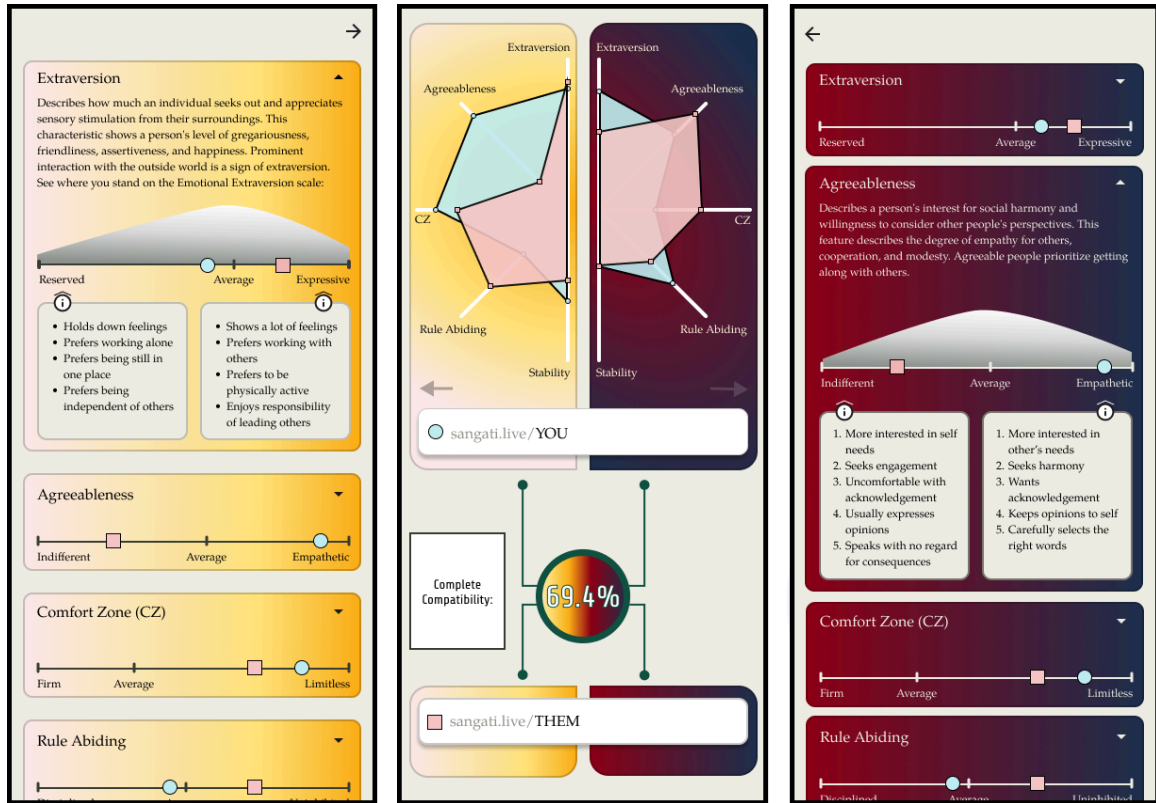 Extraversion
Describes how much an individual seeks out and appreciates
sensory stimulation from their surroundings. This
characteristic shows a person's level of gregariousness,
friendliness, assertiveness, and happiness. Prominent
interaction with the outside world is a sign of extraversion.
See where you stand on the Emotional Extraversion scale:
Reserved Average Expressive
• Holds down feelings
• Prefers working alone
• Prefers being still in
one place
• Prefers being
independent of others
• Shows a lot of feelings
• Prefers working with
others
• Prefers to be
physically active
• Enjoys responsibility
of leading others
Agreeableness
Indifferent Average Empathetic
Comfort Zone (CZ)
Firm Average Limitless
Rule Abiding
Extraversion
Agreeableness
CZ
Rule Abiding
Stability
Extraversion
Agreeableness
CZ
Rule Abiding
Stability
sangati.live/YOU
Complete
Compatibility:
69.4%
sangati.live/THEM
Extraversion
Reserved Average Expressive
Agreeableness
Describes a person's interest for social harmony and
willingness to consider other people's perspectives. This
feature describes the degree of empathy for others,
cooperation, and modesty. Agreeable people prioritize getting
along with others.
Indifferent Average Empathetic
1. More interested in self
needs
2. Seeks engagement
3. Uncomfortable with
acknowledgement
4. Usually expresses
opinions
5. Speaks with no regard
for consequences
1. More interested in
other's needs
2. Seeks harmony
3. Wants
acknowledgement
4. Keeps opinions to self
5. Carefully selects the
right words
Comfort Zone (CZ)
Firm Average Limitless
Rule Abiding
Disciplined Average Uninhibited